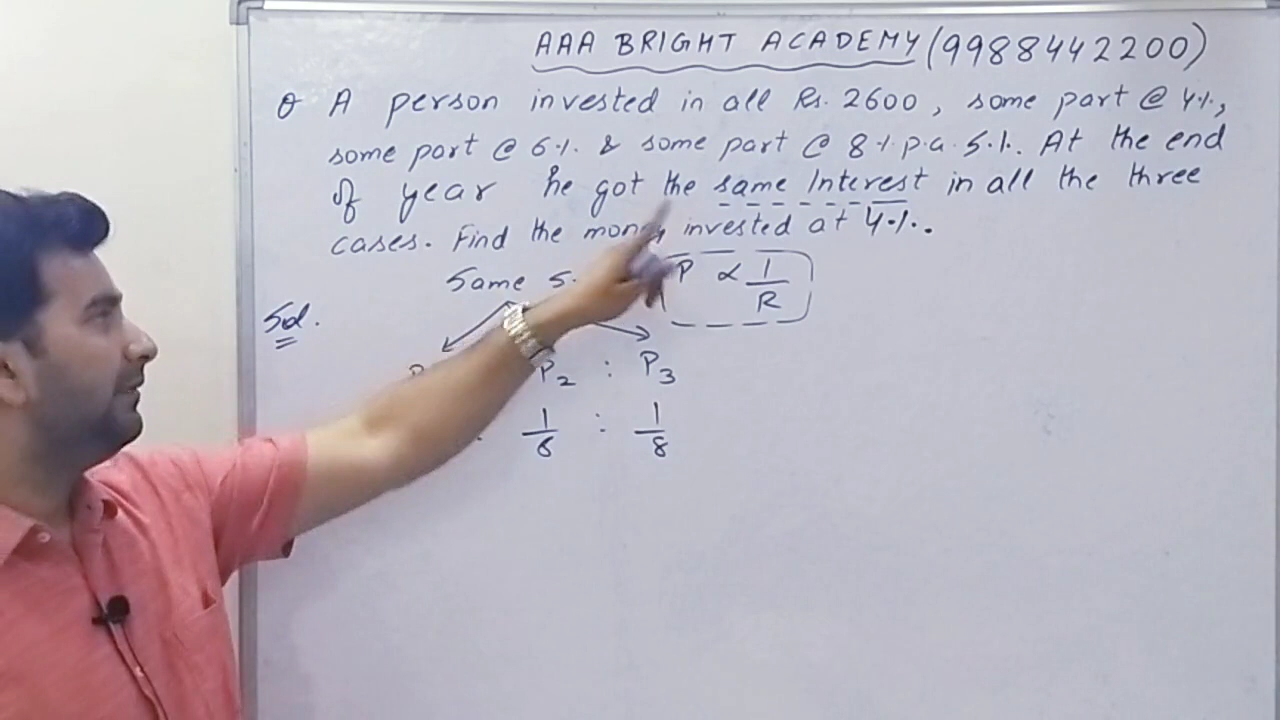 AAA BRIGHT ACADEMY (9988442200)
Q A person invested in all Rs. 2600, some part @ 4%,
some part @ 6% & some part @ 8% p.a. S.I. At the end
of year he got the same Interest in all the three
cases. Find the money invested at 4%.
Same S. P ∝ 1/R
Sol.
P₂ : P₃
1/6 : 1/8